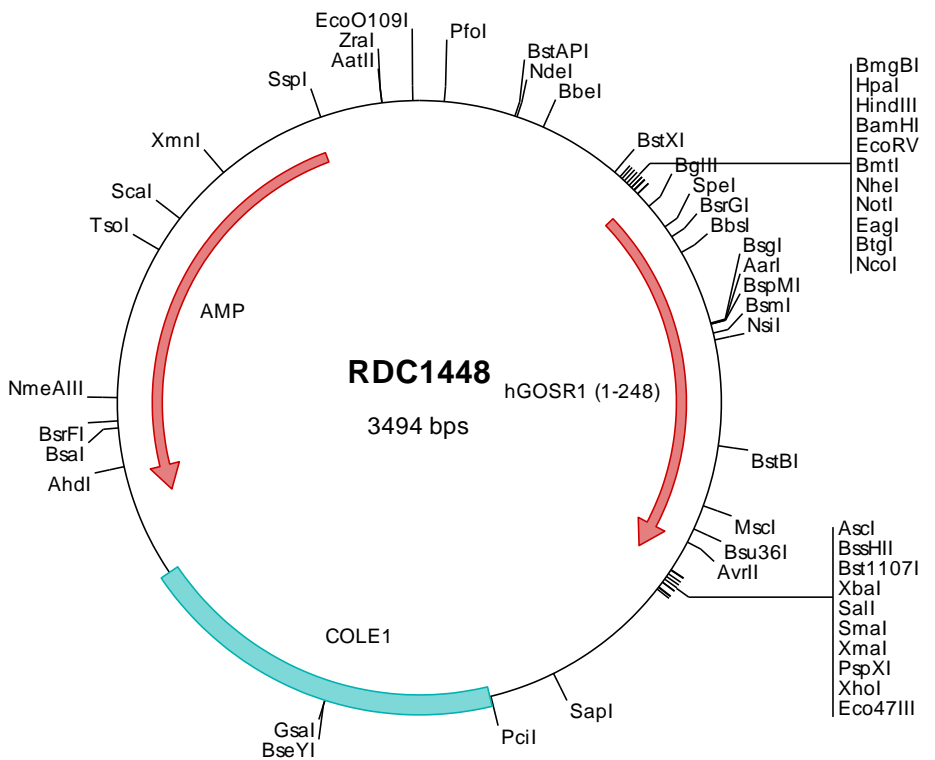 EcoO109I
ZraI
AatII
SspI
XmnI
ScaI
TsoI
NmeAIII
BsrFI
BsaI
AhdI
PfoI
BstAPI
NdeI
BbeI
BstXI
BmgBI
HpaI
HindIII
BamHI
EcoRV
BmtI
NheI
NotI
EagI
BtgI
NcoI
BglII
SpeI
BsrGI
BbsI
BsgI
AarI
BspMI
BsmI
NsiI
AMP
RDC1448
3494 bps
hGOSR1 (1-248)
BstBI
MscI
Bsu36I
AvrII
AscI
BssHII
Bst1107I
XbaI
SalI
SmaI
XmaI
PspXI
XhoI
Eco47III
COLE1
SapI
PciI
GsaI
BseYI